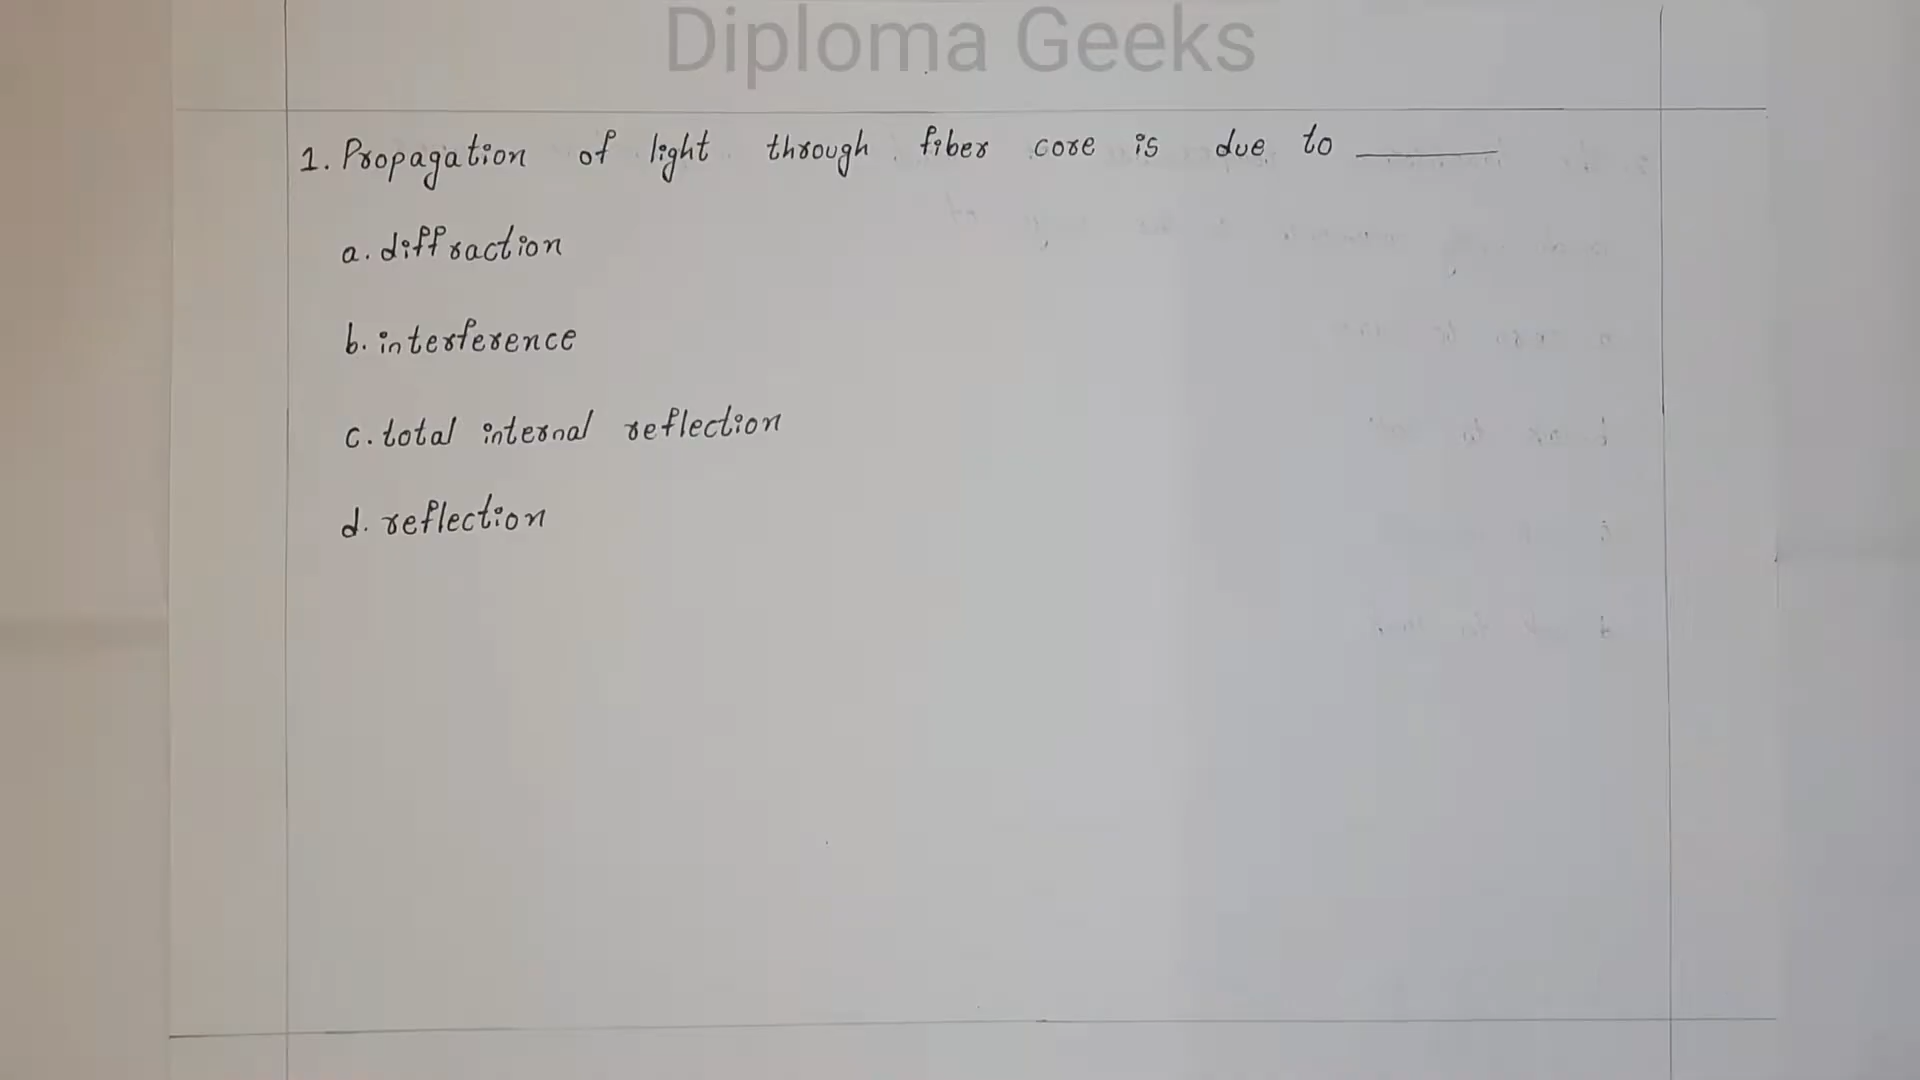 Diploma Geeks
1. Propagation of light through fiber core is due to ______
a. diffraction
b. interference
c. total internal reflection
d. reflection